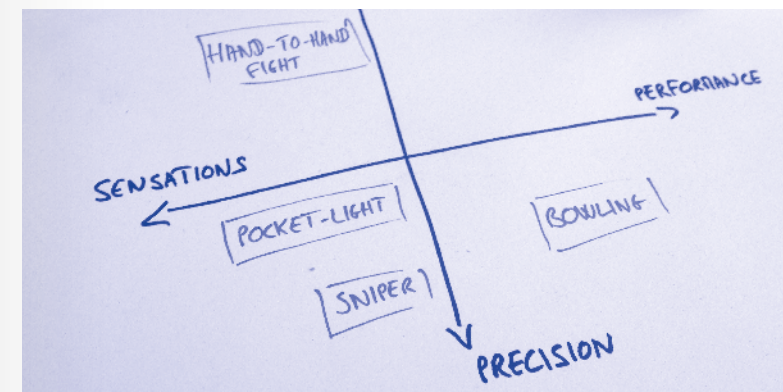 HAND-TO-HAND
FIGHT
PERFORMANCE
SENSATIONS
POCKET-LIGHT
BOWLING
SNIPER
PRECISION